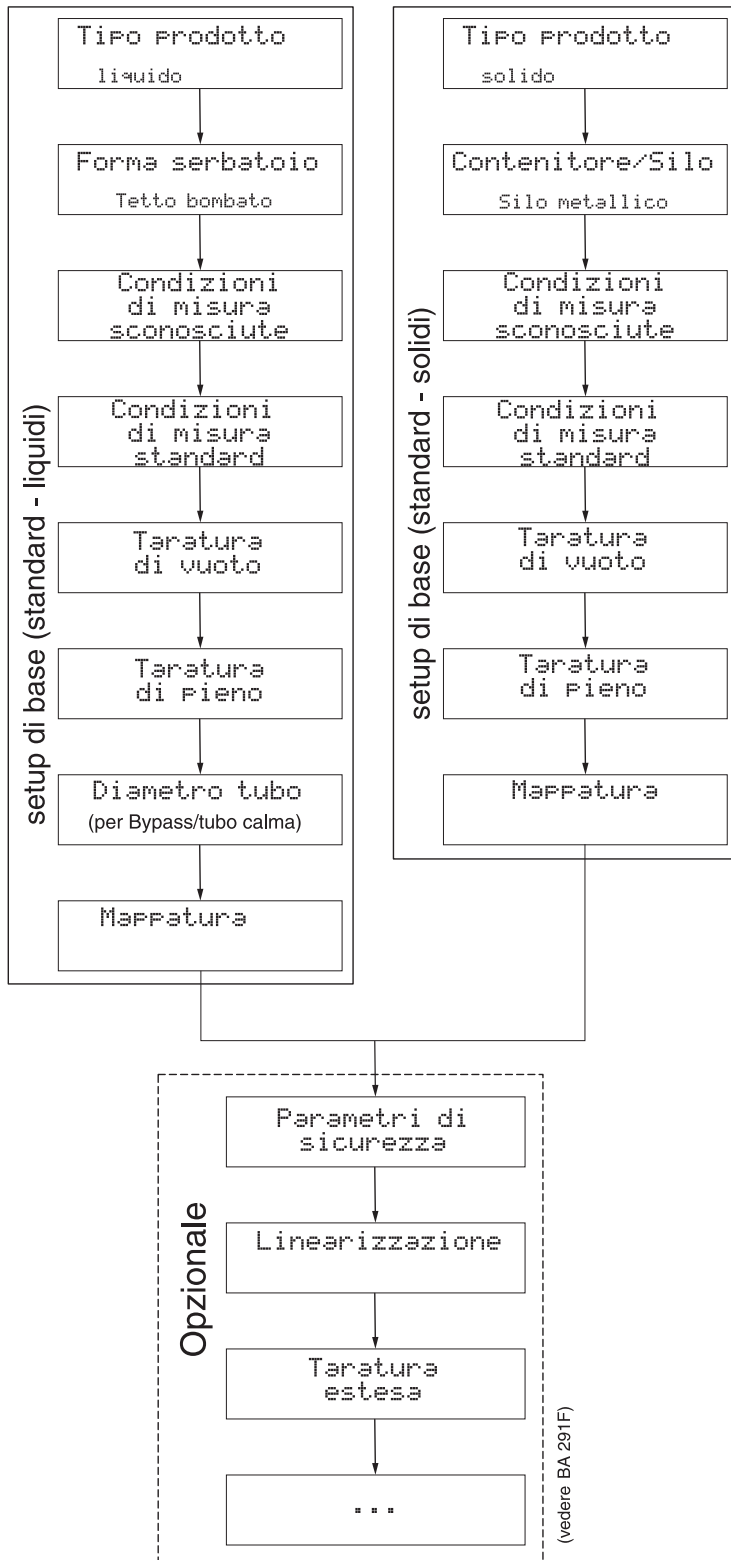 Tipo prodotto
liquido
Forma serbatoio
Tetto bombato
Condizioni
di misura
sconosciute
Condizioni
di misura
standard
Taratura
di vuoto
Taratura
di pieno
Diametro tubo
(per Bypass/tubo calma)
Mappatura
setup di base (standard - liquidi)
Tipo prodotto
solido
Contenitore/Silo
Silo metallico
Condizioni
di misura
sconosciute
Condizioni
di misura
standard
Taratura
di vuoto
Taratura
di pieno
Mappatura
setup di base (standard - solidi)
Parametri di
sicurezza
Linearizzazione
Taratura
estesa
...
Opzionale
(vedere BA 291F)